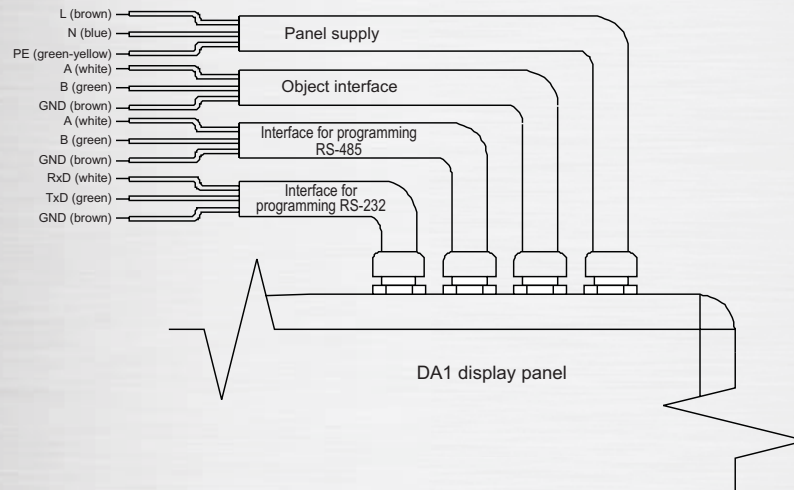 L (brown)
N (blue)
PE (green-yellow)
Panel supply
A (white)
B (green)
GND (brown)
Object interface
A (white)
B (green)
GND (brown)
Interface for programming
RS-485
RxD (white)
TxD (green)
GND (brown)
Interface for
programming RS-232
DA1 display panel